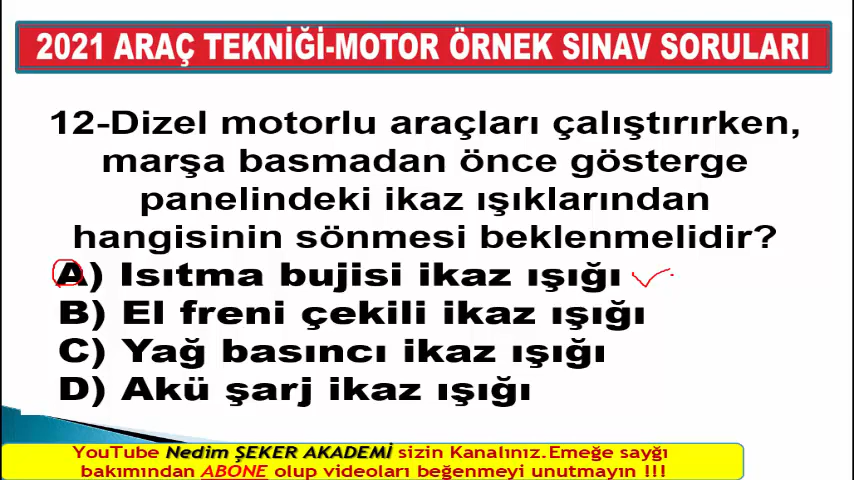 2021 ARAÇ TEKNİĞİ-MOTOR ÖRNEK SINAV SORULARI
12-Dizel motorlu araçları çalıştırırken,
marşa basmadan önce gösterge
panelindeki ikaz ışıklarından
hangisinin sönmesi beklenmelidir?
A) Isıtma bujisi ikaz ışığı
B) El freni çekili ikaz ışığı
C) Yağ basıncı ikaz ışığı
D) Akü şarj ikaz ışığı
YouTube Nedim ŞEKER AKADEMİ sizin Kanalınız.Emeğe sayğı
bakımından ABONE olup videoları beğenmeyi unutmayın !!!